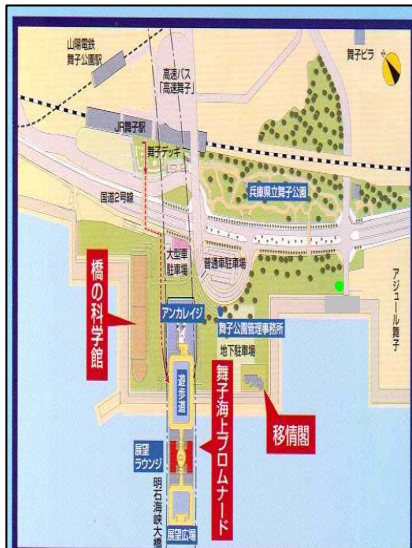 山陽電鉄
舞子公園駅
高速バス
「高速舞子」
舞子ビラ
JR舞子駅
舞子デッキ
国道2号線
兵庫県立舞子公園
大型車
駐車場
普通車駐車場
橋の科学館
アンカレイジ
舞子公園管理事務所
地下駐車場
アジュール舞子
遊歩道
舞子海上プロムナード
移情閣
展望
ラウンジ
明石海峡大橋
展望広場